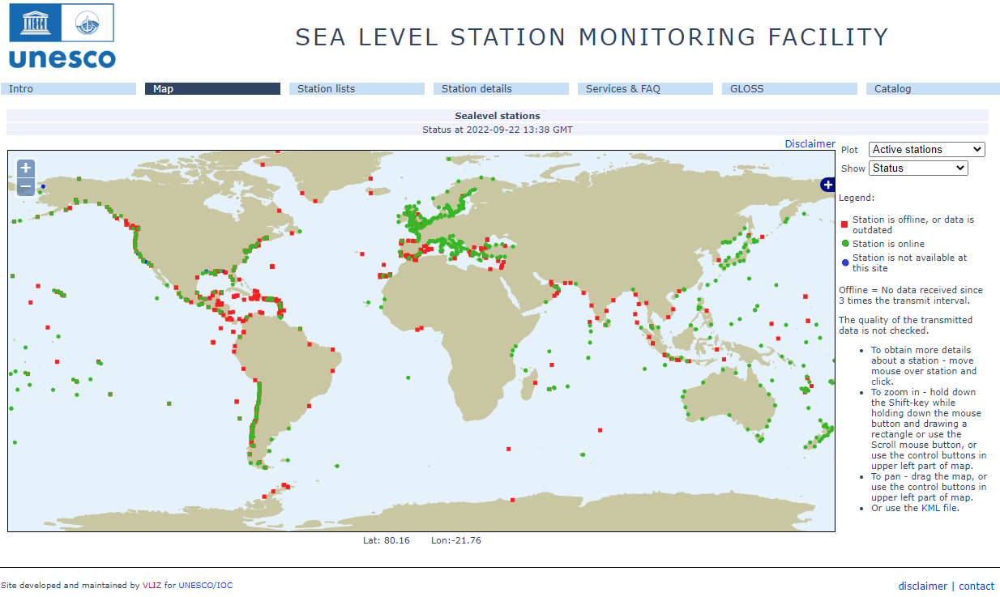 UNESCO
unesco
SEA LEVEL STATION MONITORING FACILITY
Intro
Map
Station lists
Station details
Services & FAQ
GLOSS
Catalog
Sealevel stations
Status at 2022-09-22 13:38 GMT
Disclaimer
Plot Active stations
Show Status
+
−
+
Legend:
Station is offline, or data is
outdated
Station is online
Station is not available at
this site
Offline = No data received since
3 times the transmit interval.
The quality of the transmitted
data is not checked.
• To obtain more details
about a station - move
mouse over station and
click.
• To zoom in - hold down
the Shift-key while
holding down the mouse
button and drawing a
rectangle or use the
Scroll mouse button, or
use the control buttons in
upper left part of map.
• To pan - drag the map, or
use the control buttons in
upper left part of map.
• Or use the KML file.
Lat: 80.16 Lon:-21.76
Site developed and maintained by VLIZ for UNESCO/IOC
disclaimer | contact